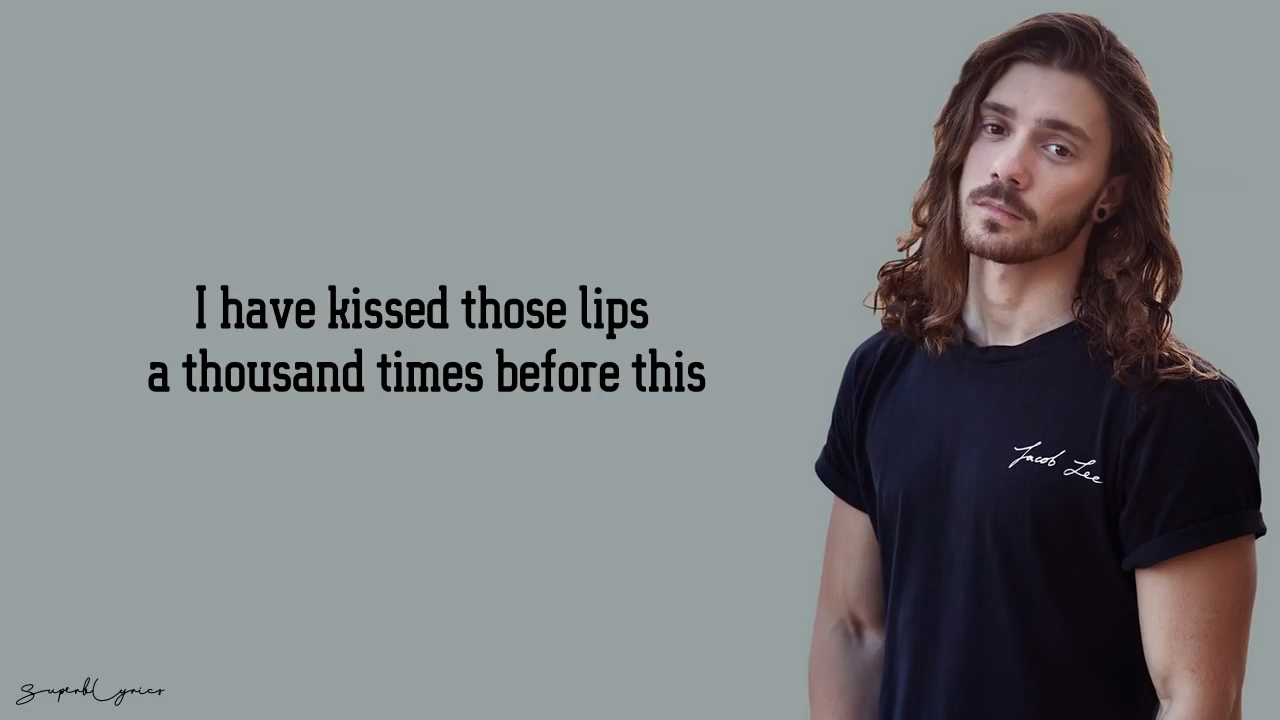 I have kissed those lips
a thousand times before this
Jacob Lee
SuperbLyrics